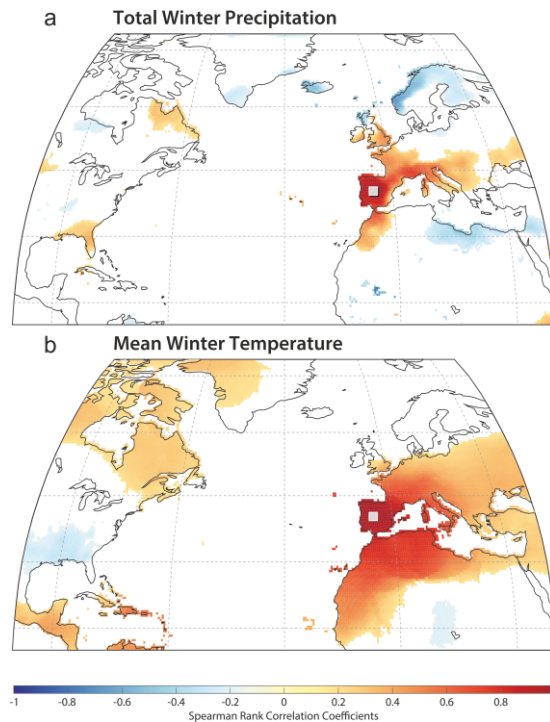 a Total Winter Precipitation
b Mean Winter Temperature
-1 -0.8 -0.6 -0.4 -0.2 0 0.2 0.4 0.6 0.8
Spearman Rank Correlation Coefficients